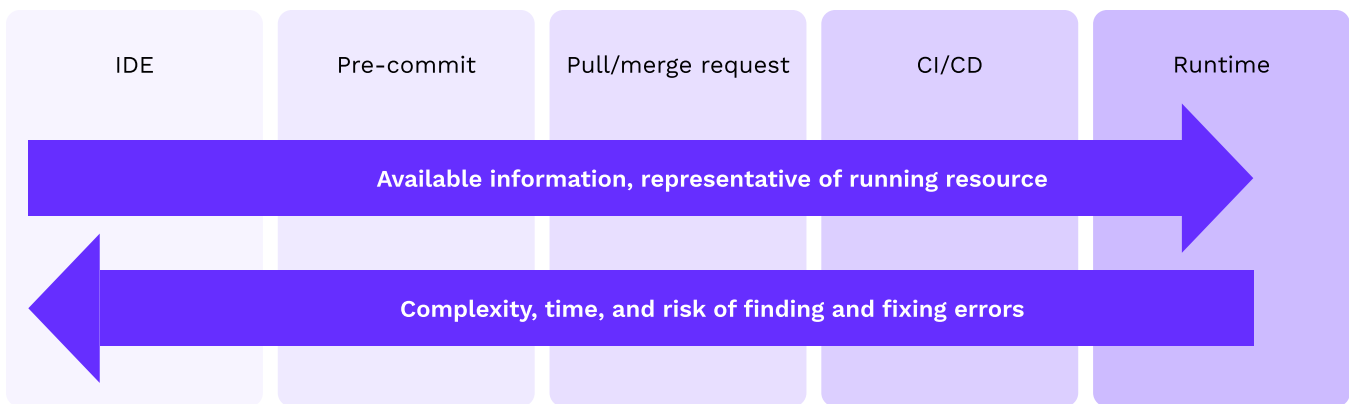 IDE
Pre-commit
Pull/merge request
CI/CD
Runtime
Available information, representative of running resource
Complexity, time, and risk of finding and fixing errors